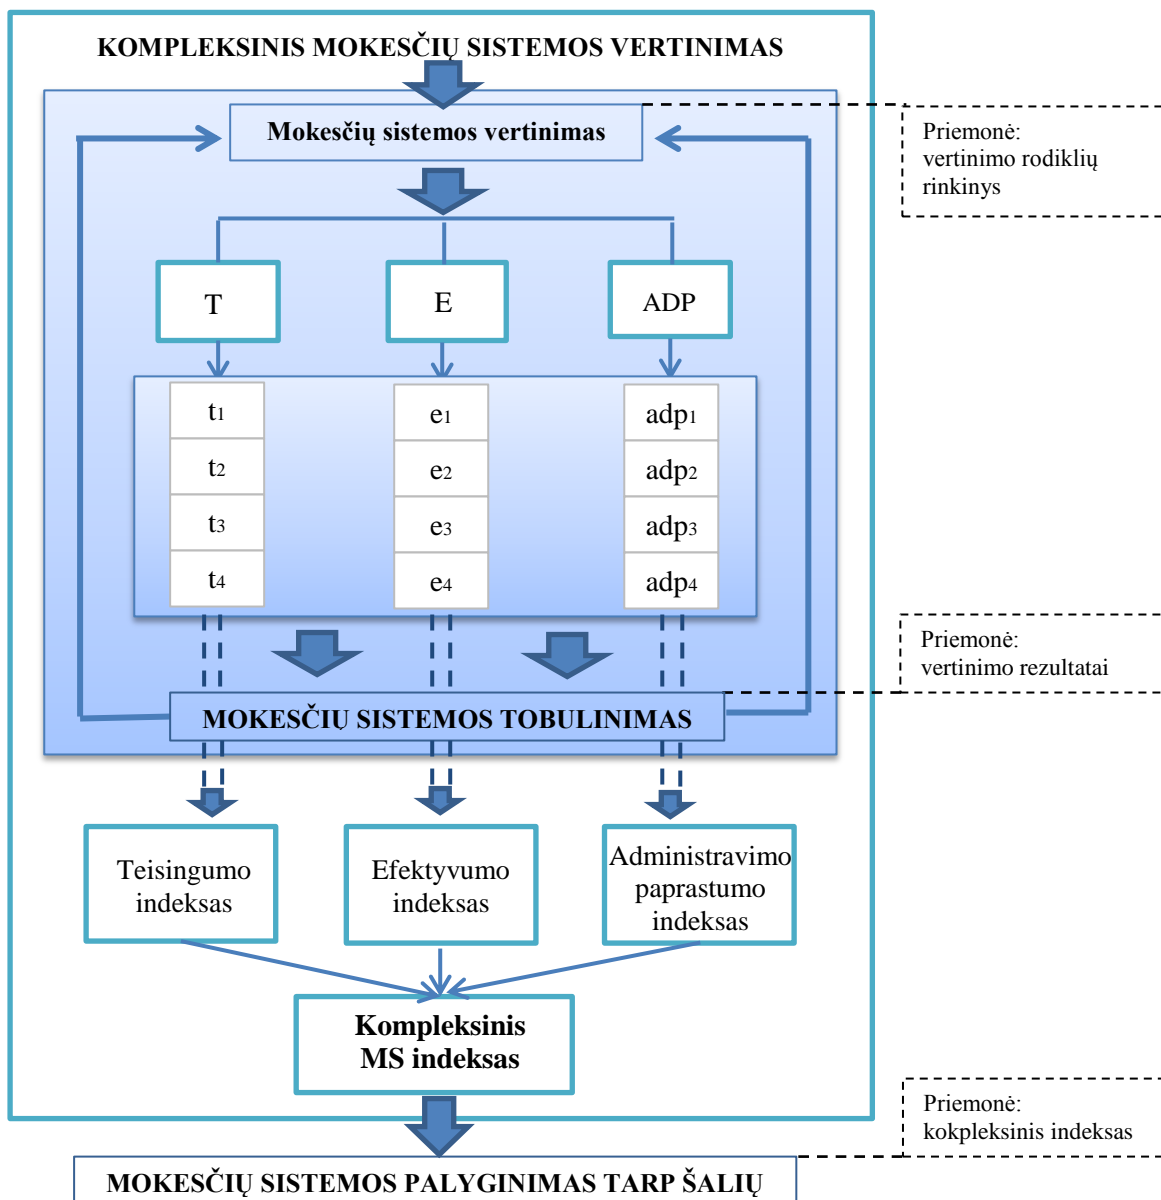 KOMPLEKSINIS MOKESČIŲ SISTEMOS VERTINIMAS
Mokesčių sistemos vertinimas
Priemonė:
vertinimo rodiklių
rinkinys
T
E
ADP
t1
e1
adp1
t2
e2
adp2
t3
e3
adp3
t4
e4
adp4
Priemonė:
vertinimo rezultatai
MOKESČIŲ SISTEMOS TOBULINIMAS
Teisingumo
indeksas
Efektyvumo
indeksas
Administravimo
paprastumo
indeksas
Kompleksinis
MS indeksas
Priemonė:
kokpleksinis indeksas
MOKESČIŲ SISTEMOS PALYGINIMAS TARP ŠALIŲ